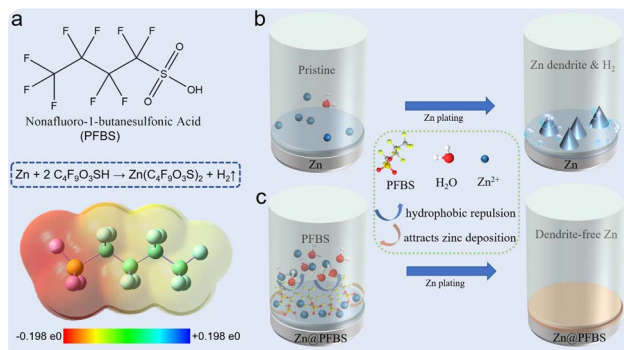 a
F F F F F F F F F
O
S
OH
O
Nonafluoro-1-butanesulfonic Acid
(PFBS)
Zn + 2 C₄F₉O₃SH → Zn(C₄F₉O₃S)₂ + H₂↑
-0.198 e0
+0.198 e0
b
Pristine
Zn
Zn plating
Zn dendrite & H₂
Zn
PFBS
H₂O
Zn²⁺
hydrophobic repulsion
attracts zinc deposition
c
PFBS
Zn@PFBS
Zn plating
Dendrite-free Zn
Zn@PFBS